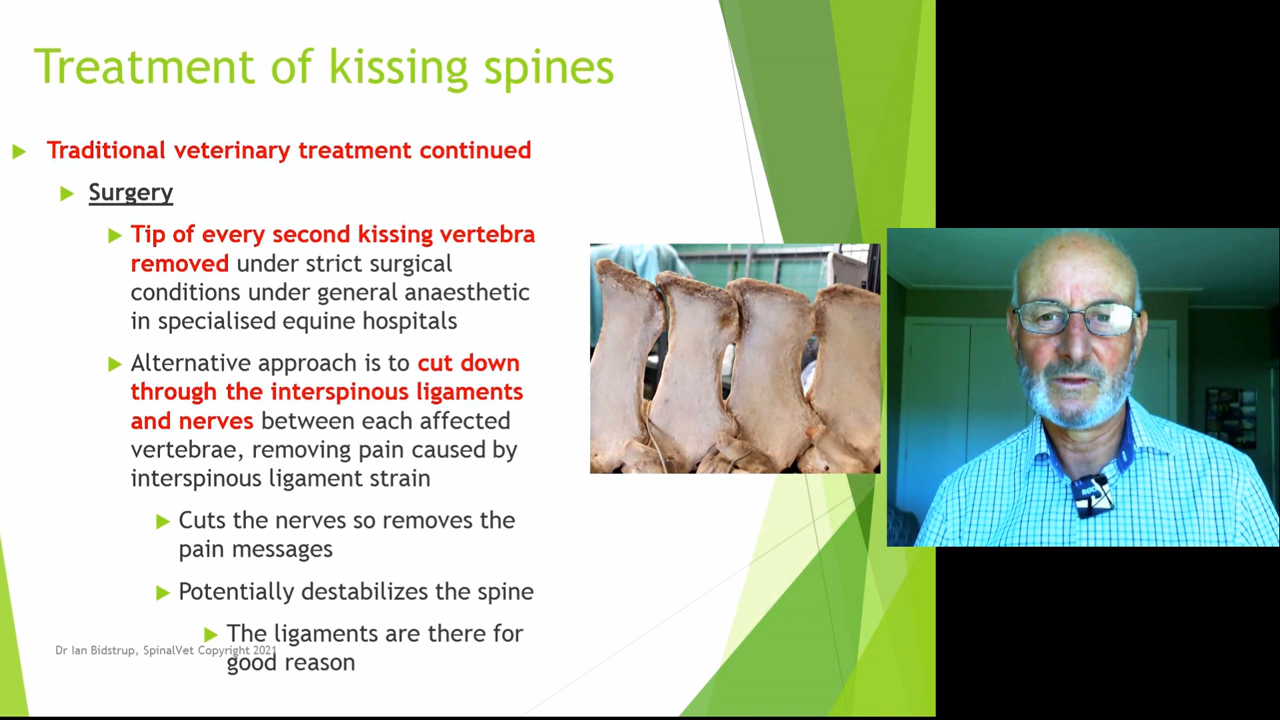 Treatment of kissing spines
Traditional veterinary treatment continued
Surgery
Tip of every second kissing vertebra
removed under strict surgical
conditions under general anaesthetic
in specialised equine hospitals
Alternative approach is to cut down
through the interspinous ligaments
and nerves between each affected
vertebrae, removing pain caused by
interspinous ligament strain
Cuts the nerves so removes the
pain messages
Potentially destabilizes the spine
The ligaments are there for
good reason
Dr Ian Bidstrup, SpinalVet Copyright 2021